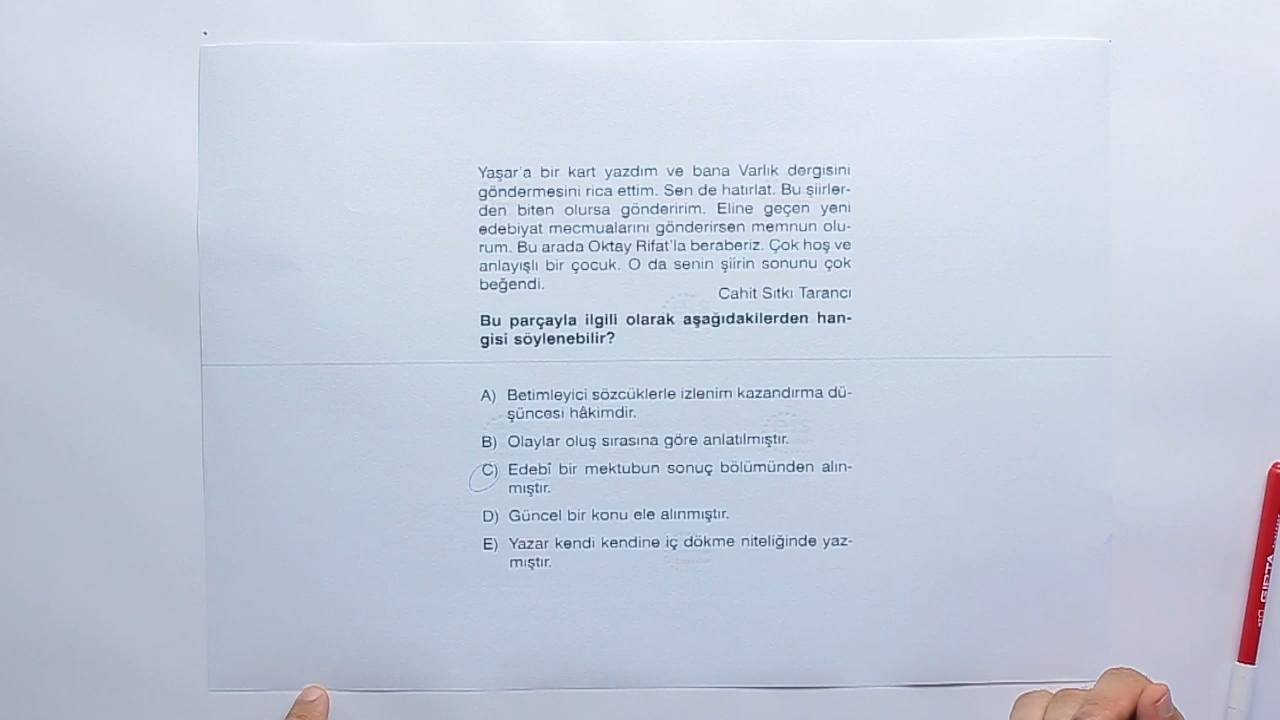 Yaşar'a bir kart yazdım ve bana Varlık dergisini
göndermesini rica ettim. Sen de hatırlat. Bu şiirler-
den biten olursa gönderirim. Eline geçen yeni
edebiyat mecmualarını gönderirsen memnun olu-
rum. Bu arada Oktay Rifat'la beraberiz. Çok hoş ve
anlayışlı bir çocuk. O da senin şiirin sonunu çok
beğendi.
Cahit Sıtkı Tarancı
Bu parçayla ilgili olarak aşağıdakilerden han-
gisi söylenebilir?
A) Betimleyici sözcüklerle izlenim kazandırma dü-
şüncesi hâkimdir.
B) Olaylar oluş sırasına göre anlatılmıştır.
C) Edebî bir mektubun sonuç bölümünden alın-
mıştır.
D) Güncel bir konu ele alınmıştır.
E) Yazar kendi kendine iç dökme niteliğinde yaz-
mıştır.